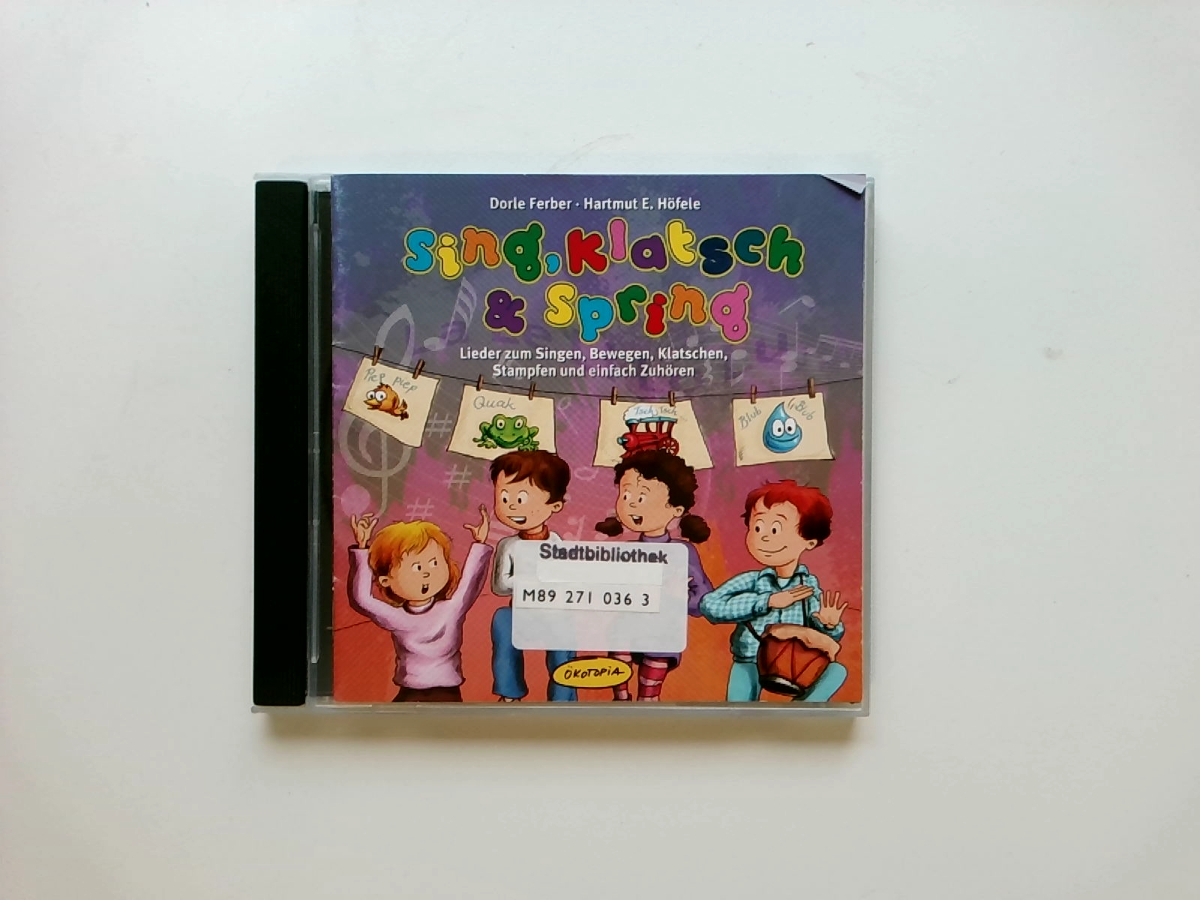 Dorle Ferber · Hartmut E. Höfele
Sing, Klatsch
& Spring
Lieder zum Singen, Bewegen, Klatschen,
Stampfen und einfach Zuhören
Piep Piep
Quak
Tsch, Tsch
Blub Blub
Stadtbibliothek
M89 271 036 3
ÖKOTOPIA